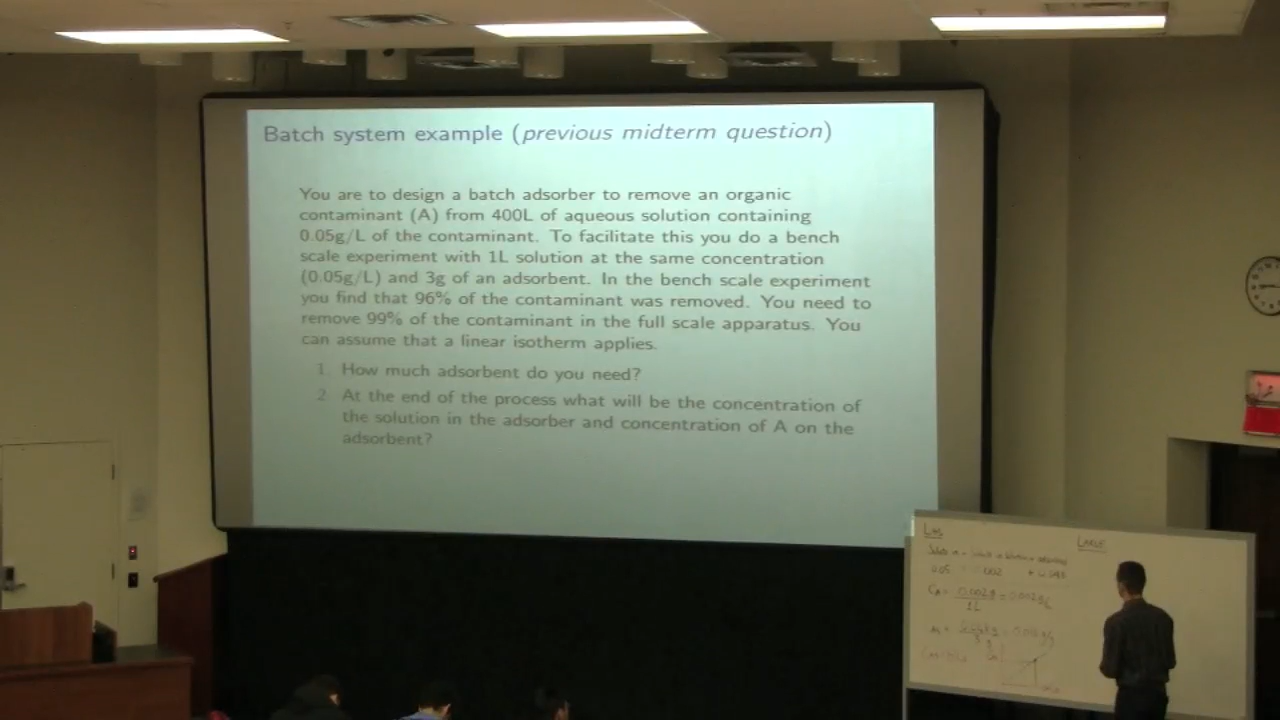 Batch system example (previous midterm question)
You are to design a batch adsorber to remove an organic
contaminant (A) from 400L of aqueous solution containing
0.05g/L of the contaminant. To facilitate this you do a bench
scale experiment with 1L solution at the same concentration
(0.05g/L) and 3g of an adsorbent. In the bench scale experiment
you find that 96% of the contaminant was removed. You need to
remove 99% of the contaminant in the full scale apparatus. You
can assume that a linear isotherm applies.
1. How much adsorbent do you need?
2. At the end of the process what will be the concentration of
the solution in the adsorber and concentration of A on the
adsorbent?
LAB
LARGE
0.05